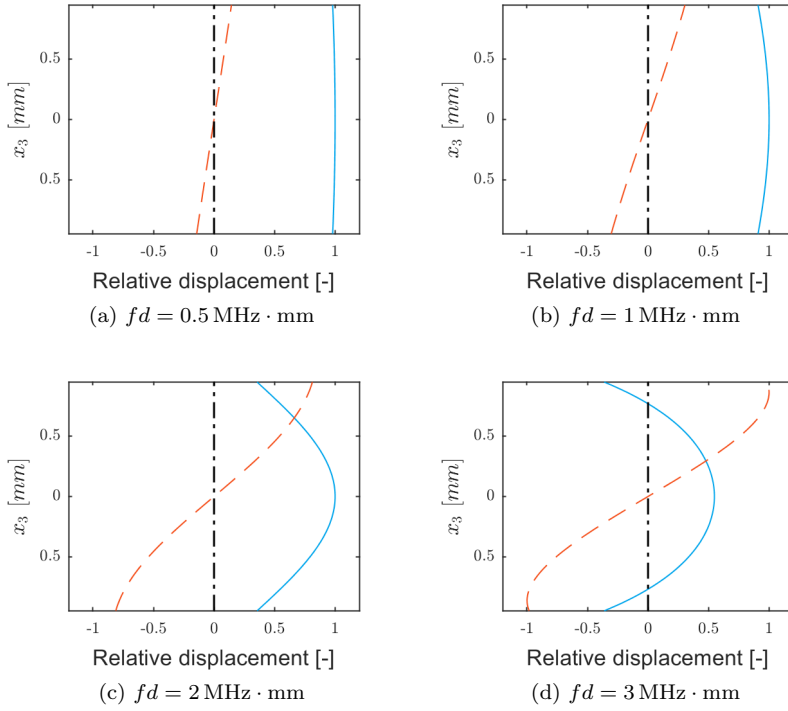 0.5
0
0.5
x₃ [mm]
-1 -0.5 0 0.5 1
Relative displacement [-]
(a) fd = 0.5 MHz · mm
0.5
0
0.5
x₃ [mm]
-1 -0.5 0 0.5 1
Relative displacement [-]
(b) fd = 1 MHz · mm
0.5
0
0.5
x₃ [mm]
-1 -0.5 0 0.5 1
Relative displacement [-]
(c) fd = 2 MHz · mm
0.5
0
0.5
x₃ [mm]
-1 -0.5 0 0.5 1
Relative displacement [-]
(d) fd = 3 MHz · mm